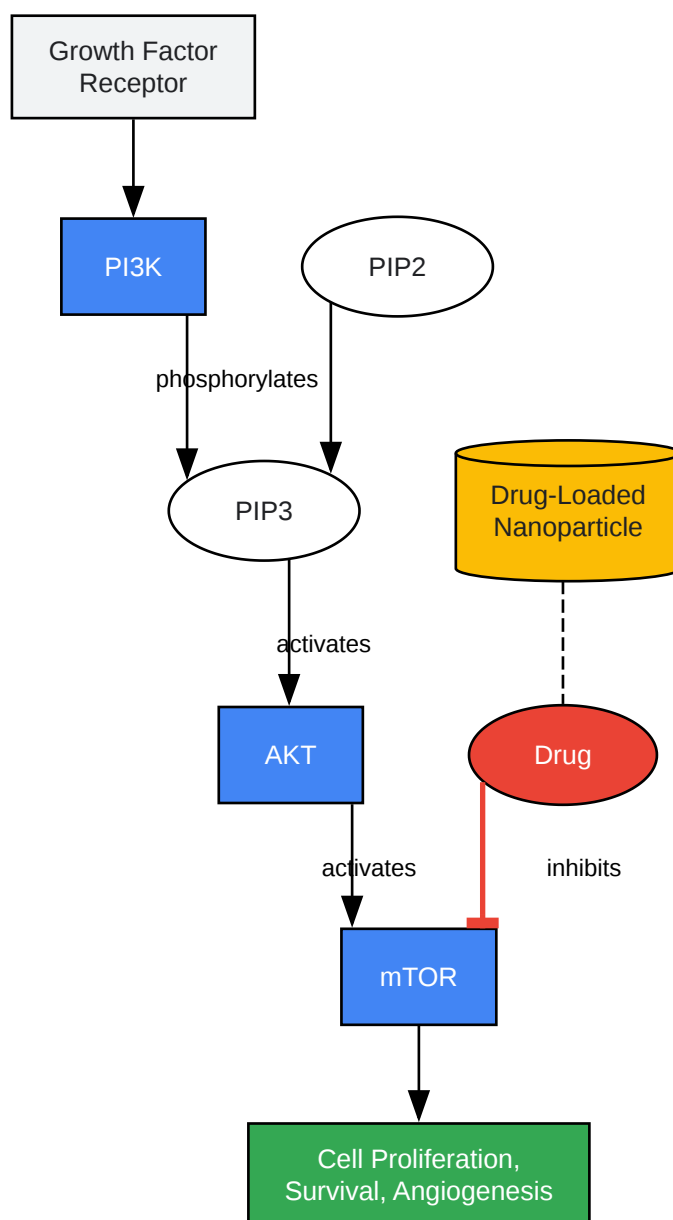 Growth Factor
Receptor
PI3K
PIP2
phosphorylates
PIP3
Drug-Loaded
Nanoparticle
activates
AKT
Drug
activates
inhibits
mTOR
Cell Proliferation,
Survival, Angiogenesis